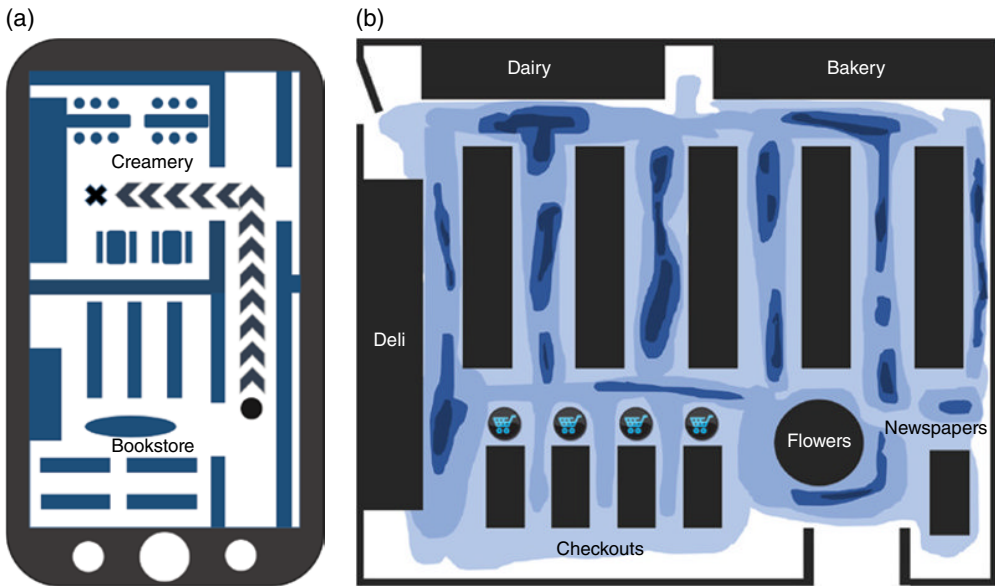 (a)
Creamery
Bookstore
(b)
Dairy
Bakery
Deli
Flowers
Newspapers
Checkouts